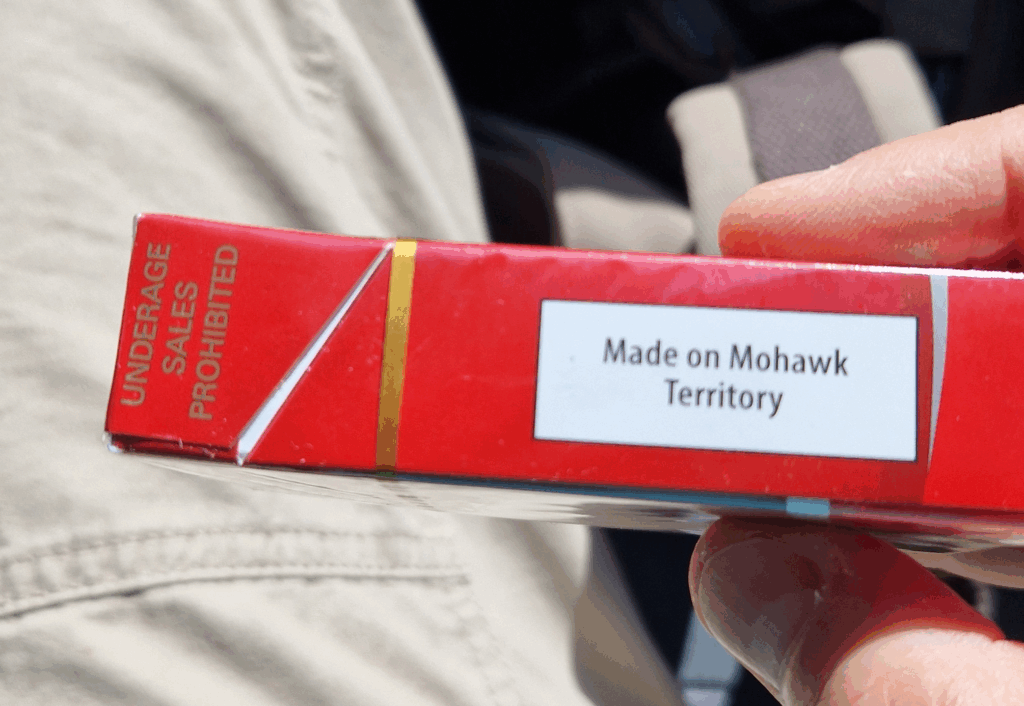 UNDERAGE
SALES
PROHIBITED
Made on Mohawk
Territory